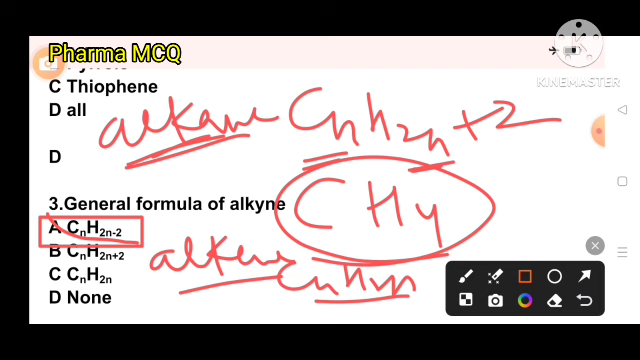 Pharma MCQ
KINEMASTER
C Thiophene
D all
alkane CnH2n+2
D
3.General formula of alkyne
CH4
A CnH2n-2
B CnH2n+2
alkene CnH2n
C CnH2n
D None